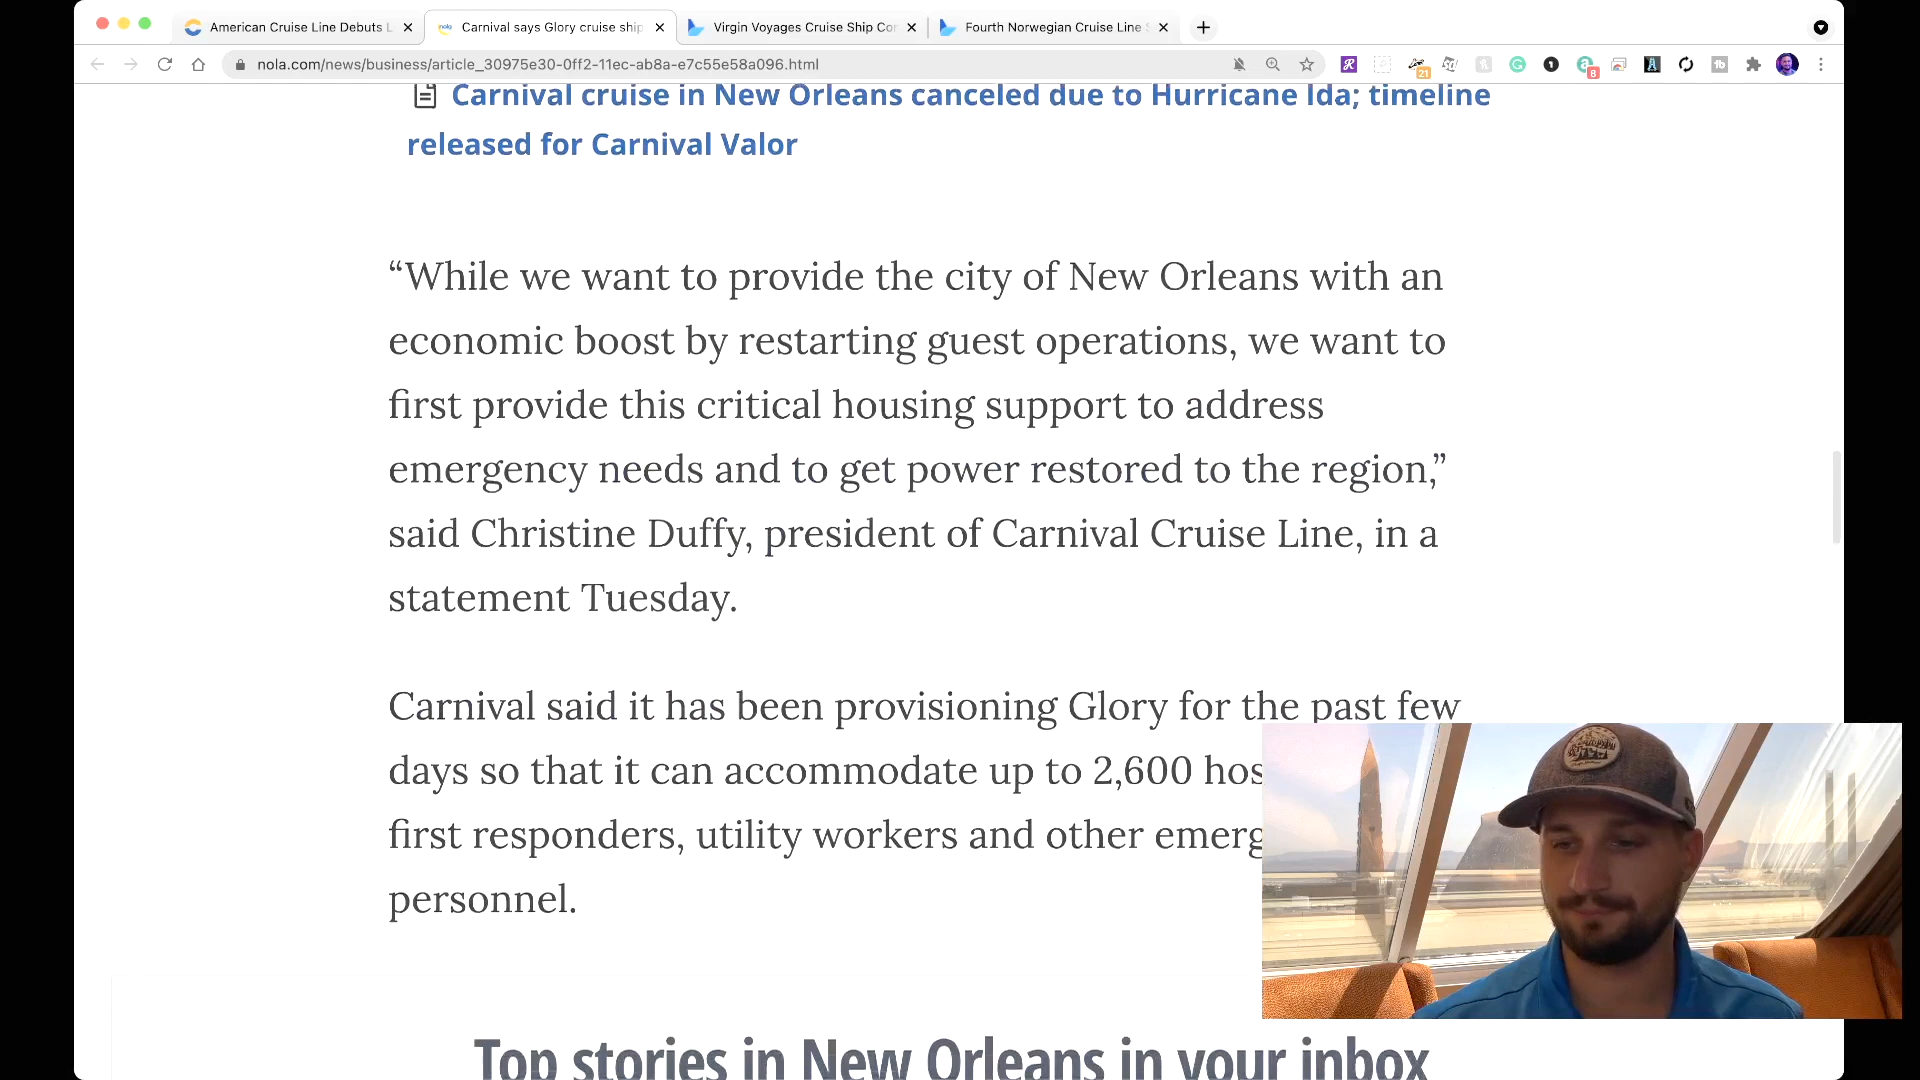 American Cruise Line Debuts L
Carnival says Glory cruise ship
Virgin Voyages Cruise Ship Co
Fourth Norwegian Cruise Line S
nola.com/news/business/article_30975e30-0ff2-11ec-ab8a-e7c55e58a096.html
21
8
Carnival cruise in New Orleans canceled due to Hurricane Ida; timeline
released for Carnival Valor
“While we want to provide the city of New Orleans with an
economic boost by restarting guest operations, we want to
first provide this critical housing support to address
emergency needs and to get power restored to the region,”
said Christine Duffy, president of Carnival Cruise Line, in a
statement Tuesday.
Carnival said it has been provisioning Glory for the past few
days so that it can accommodate up to 2,600 hos
first responders, utility workers and other emerg
personnel.
Top stories in New Orleans in your inbox